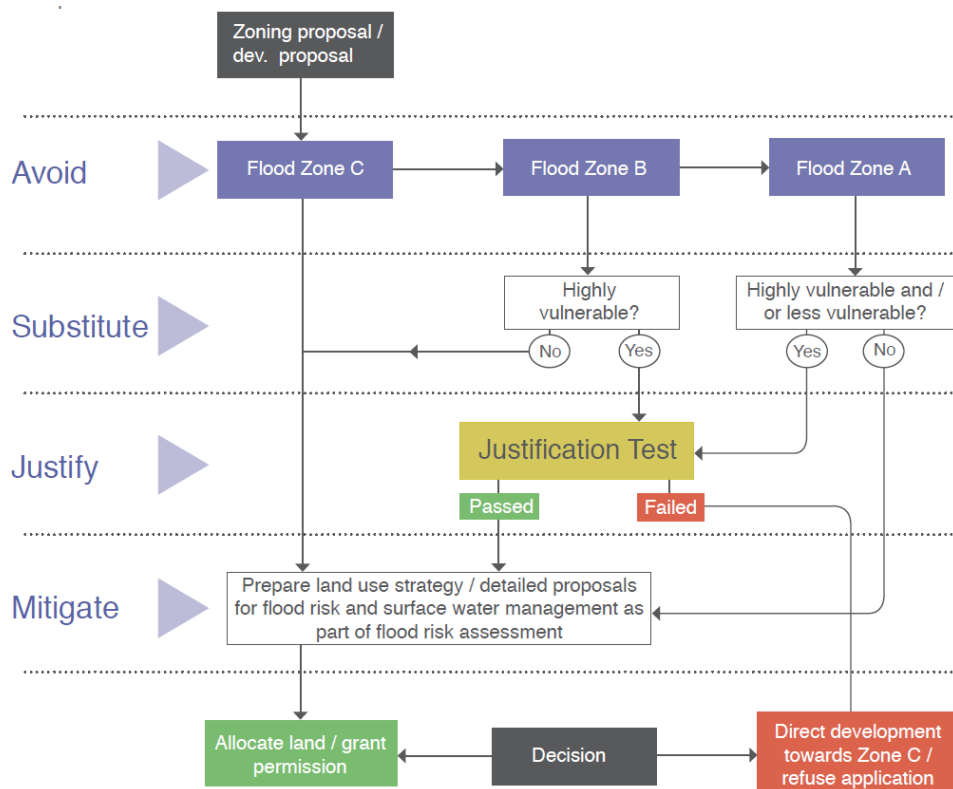 Zoning proposal /
dev. proposal
Avoid
Flood Zone C
Flood Zone B
Flood Zone A
Substitute
Highly
vulnerable?
Highly vulnerable and /
or less vulnerable?
No
Yes
Yes
No
Justify
Justification Test
Passed
Failed
Mitigate
Prepare land use strategy / detailed proposals
for flood risk and surface water management as
part of flood risk assessment
Allocate land / grant
permission
Decision
Direct development
towards Zone C /
refuse application